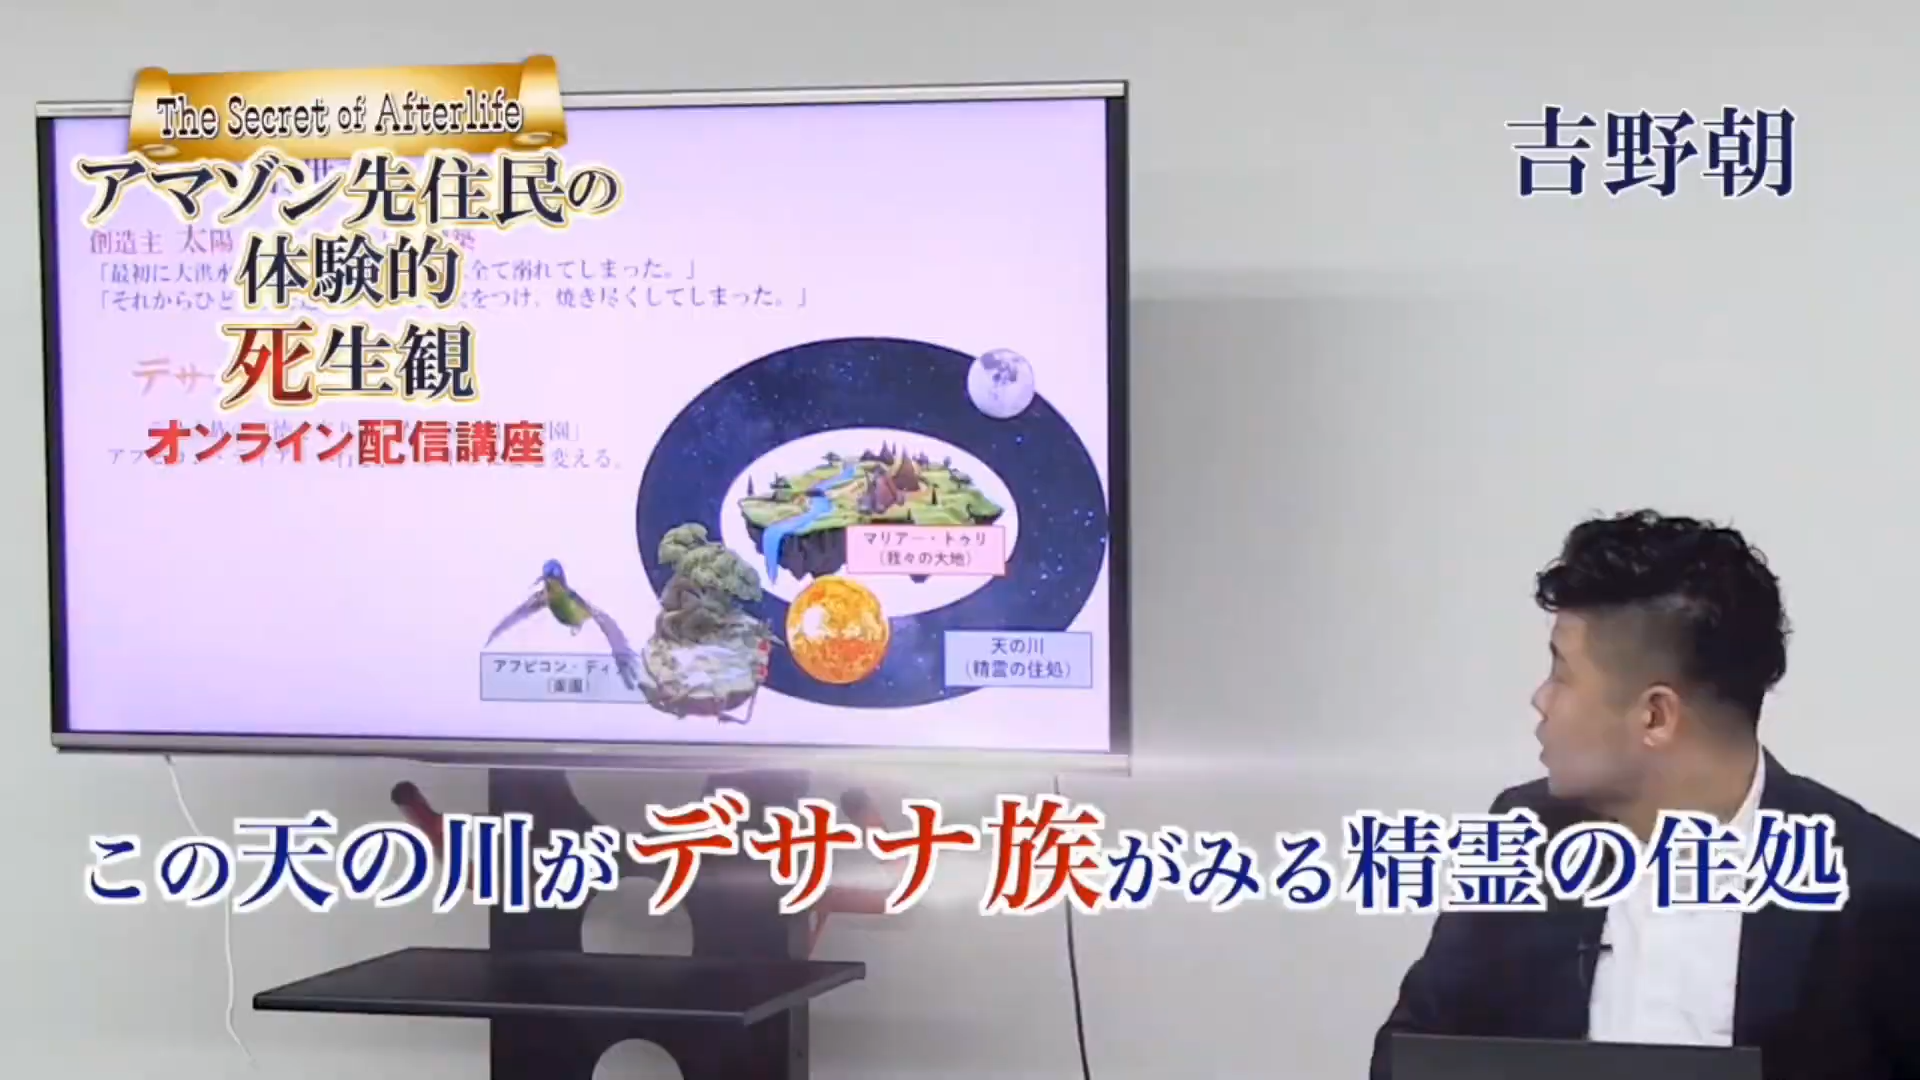 The Secret of Afterlife
アマゾン先住民の
体験的
死生観
オンライン配信講座
吉野朝
創造主 太陽
「最初に大洪水 全て溺れてしまった。」
「それからひど をつけ、焼き尽くしてしまった。」
デサ
変える。
マリアー・トゥリ
（我々の大地）
アフピコン・ディア
（楽園）
天の川
（精霊の住処）
この天の川がデサナ族がみる精霊の住処